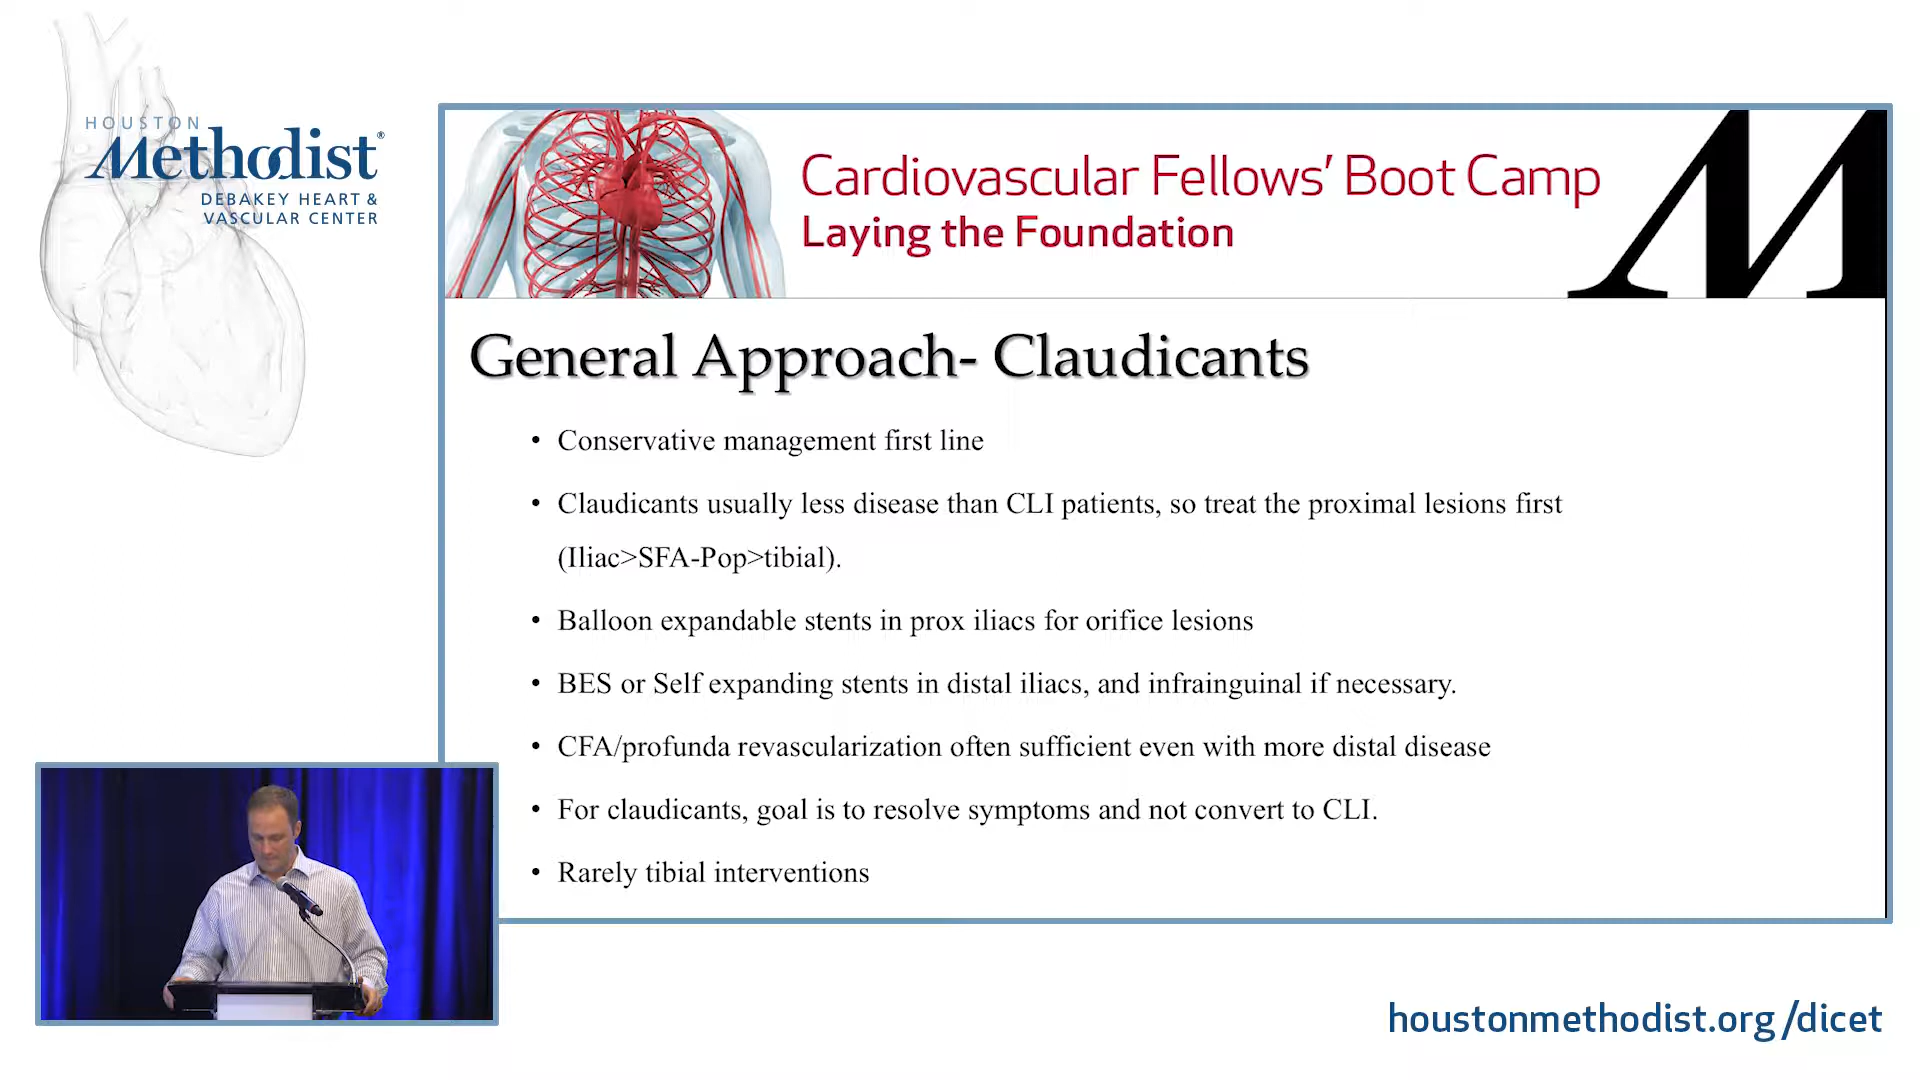 HOUSTON
Methodist®
DEBAKEY HEART &
VASCULAR CENTER
Cardiovascular Fellows' Boot Camp
Laying the Foundation
M
General Approach- Claudicants
• Conservative management first line
• Claudicants usually less disease than CLI patients, so treat the proximal lesions first
(Iliac>SFA-Pop>tibial).
• Balloon expandable stents in prox iliacs for orifice lesions
• BES or Self expanding stents in distal iliacs, and infrainguinal if necessary.
• CFA/profunda revascularization often sufficient even with more distal disease
• For claudicants, goal is to resolve symptoms and not convert to CLI.
• Rarely tibial interventions
houstonmethodist.org/dicet